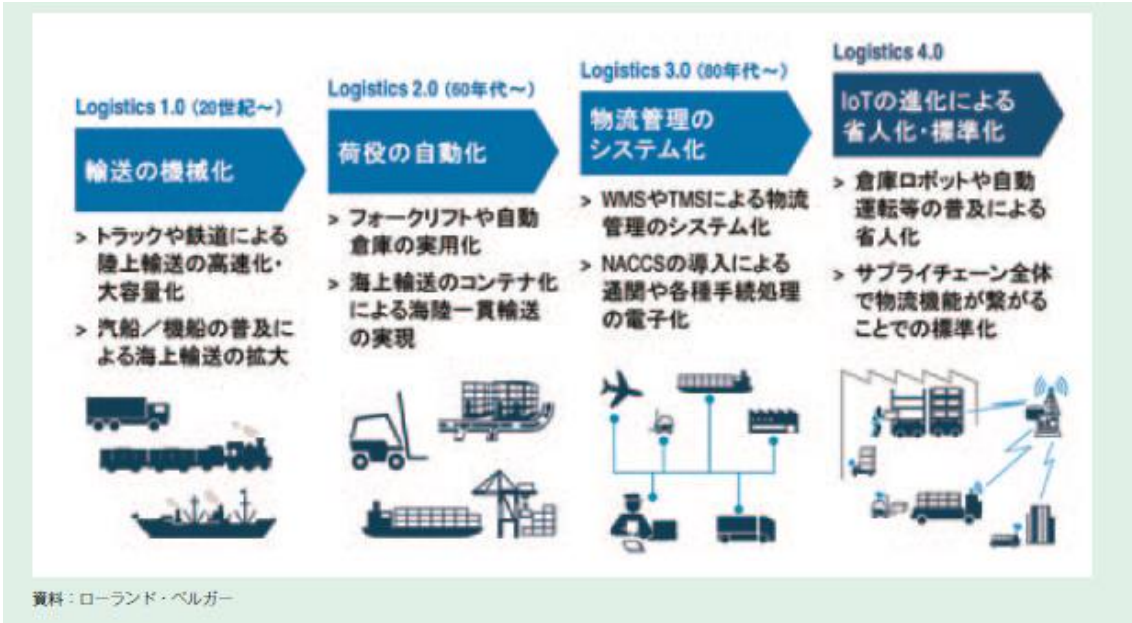 Logistics 1.0（20世紀～）
輸送の機械化
> トラックや鉄道による
陸上輸送の高速化・
大容量化
> 汽船／機船の普及に
よる海上輸送の拡大
Logistics 2.0（60年代～）
荷役の自動化
> フォークリフトや自動
倉庫の実用化
> 海上輸送のコンテナ化
による海陸一貫輸送
の実現
Logistics 3.0（80年代～）
物流管理の
システム化
> WMSやTMSによる物流
管理のシステム化
> NACCSの導入による
通関や各種手続処理
の電子化
Logistics 4.0
IoTの進化による
省人化・標準化
> 倉庫ロボットや自動
運転等の普及による
省人化
> サプライチェーン全体
で物流機能が繋がる
ことでの標準化
資料：ローランド・ベルガー